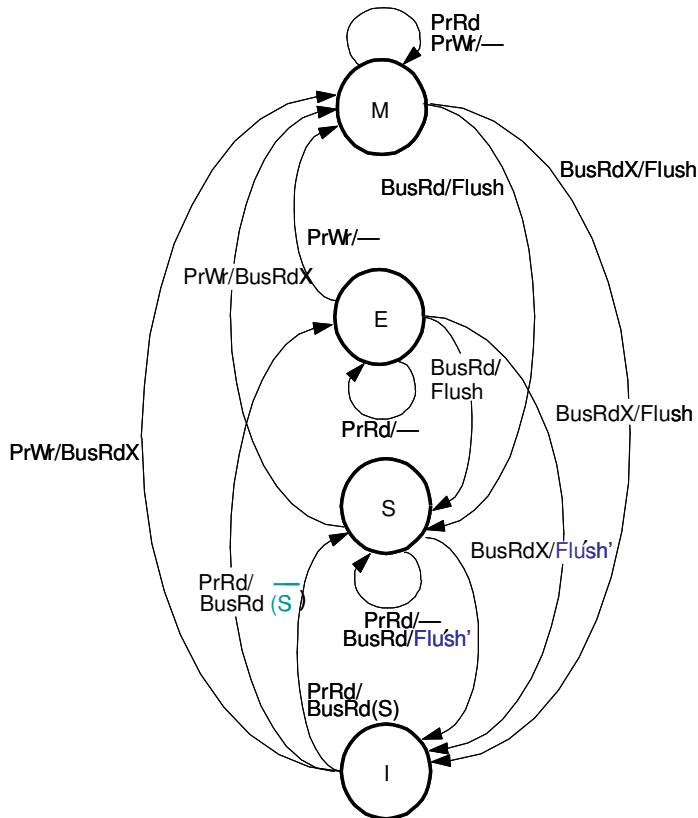 PrRd
PrWr/—
M
BusRdX/Flush
BusRd/Flush
PrWr/—
PrWr/BusRdX
E
BusRd/
Flush
BusRdX/Flush
PrRd/—
PrWr/BusRdX
S
BusRdX/Flush'
PrRd/
BusRd (S̅)
PrRd/—
BusRd/Flush'
PrRd/
BusRd(S)
I